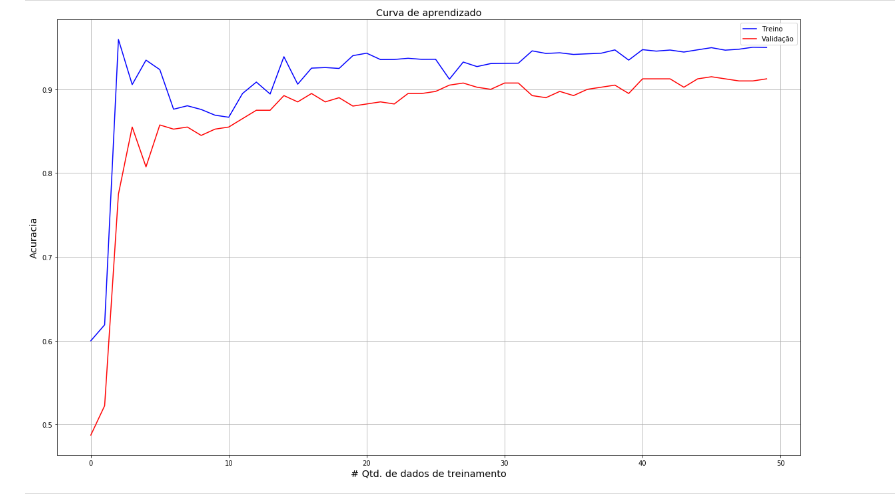 Curva de aprendizado
Treino
Validação
0.9
0.8
0.7
0.6
0.5
Acuracia
0 10 20 30 40 50
# Qtd. de dados de treinamento